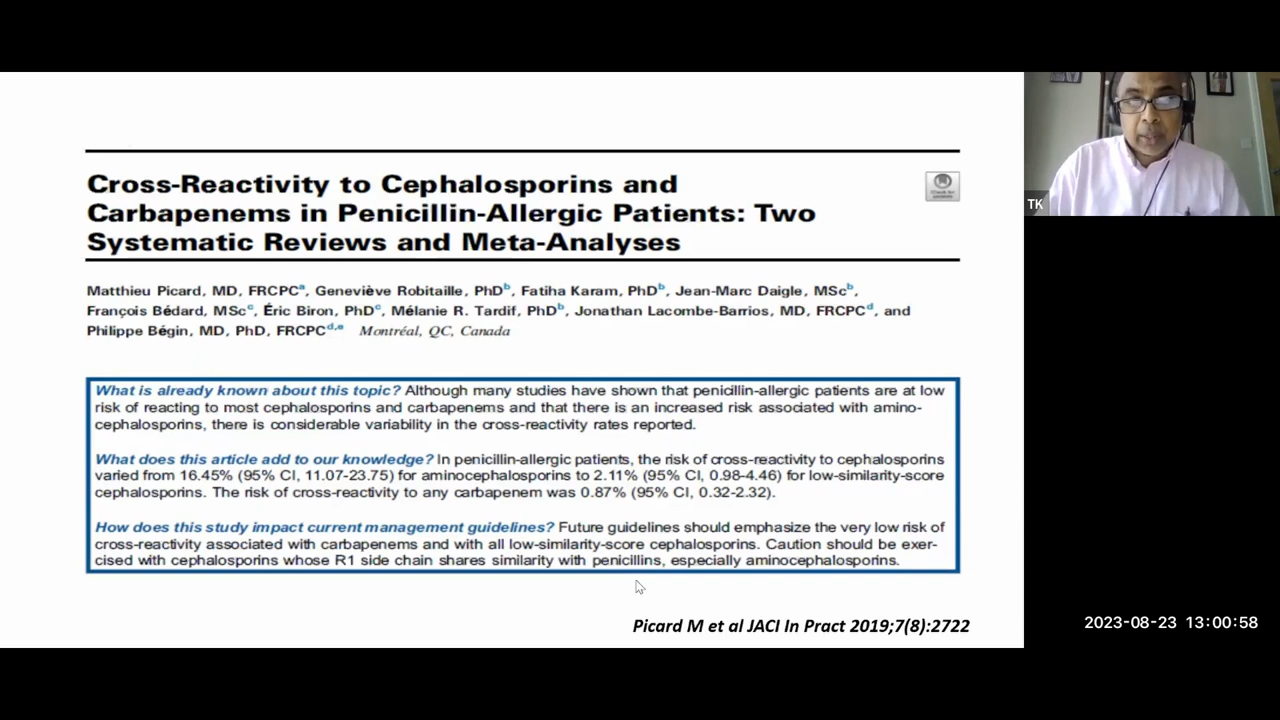 Cross-Reactivity to Cephalosporins and
Carbapenems in Penicillin-Allergic Patients: Two
Systematic Reviews and Meta-Analyses
Matthieu Picard, MD, FRCPCa, Geneviève Robitaille, PhDb, Fatiha Karam, PhDb, Jean-Marc Daigle, MScb,
François Bédard, MScc, Éric Biron, PhDc, Mélanie R. Tardif, PhDb, Jonathan Lacombe-Barrios, MD, FRCPCd, and
Philippe Bégin, MD, PhD, FRCPCd,e Montréal, QC, Canada
What is already known about this topic? Although many studies have shown that penicillin-allergic patients are at low
risk of reacting to most cephalosporins and carbapenems and that there is an increased risk associated with amino-
cephalosporins, there is considerable variability in the cross-reactivity rates reported.
What does this article add to our knowledge? In penicillin-allergic patients, the risk of cross-reactivity to cephalosporins
varied from 16.45% (95% CI, 11.07-23.75) for aminocephalosporins to 2.11% (95% CI, 0.98-4.46) for low-similarity-score
cephalosporins. The risk of cross-reactivity to any carbapenem was 0.87% (95% CI, 0.32-2.32).
How does this study impact current management guidelines? Future guidelines should emphasize the very low risk of
cross-reactivity associated with carbapenems and with all low-similarity-score cephalosporins. Caution should be exer-
cised with cephalosporins whose R1 side chain shares similarity with penicillins, especially aminocephalosporins.
Picard M et al JACI In Pract 2019;7(8):2722
TK
2023-08-23 13:00:58